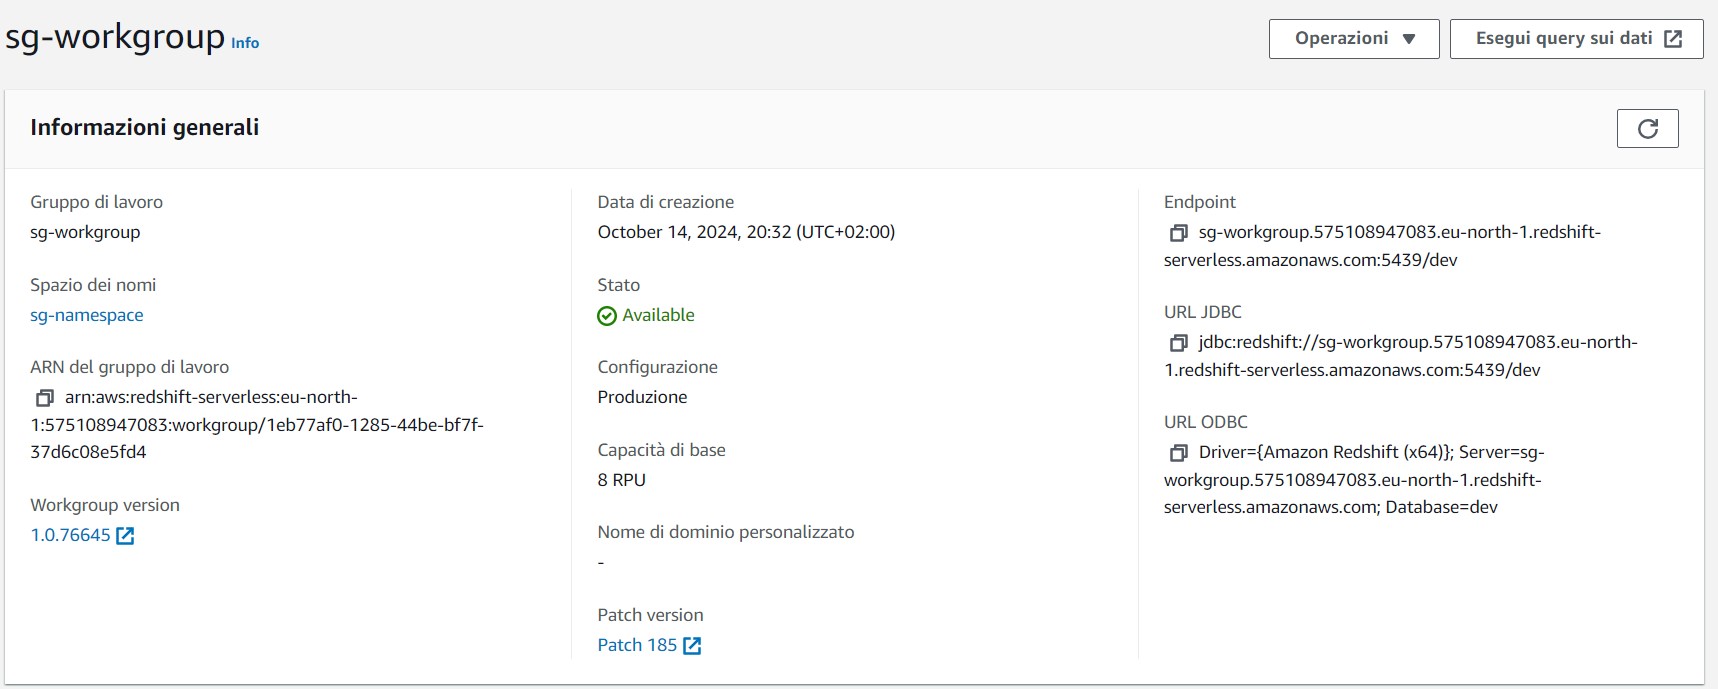 sg-workgroup Info
Operazioni
Esegui query sui dati
Informazioni generali
Gruppo di lavoro
sg-workgroup
Spazio dei nomi
sg-namespace
ARN del gruppo di lavoro
arn:aws:redshift-serverless:eu-north-
1:575108947083:workgroup/1eb77af0-1285-44be-bf7f-
37d6c08e5fd4
Workgroup version
1.0.76645
Data di creazione
October 14, 2024, 20:32 (UTC+02:00)
Stato
Available
Configurazione
Produzione
Capacità di base
8 RPU
Nome di dominio personalizzato
-
Patch version
Patch 185
Endpoint
sg-workgroup.575108947083.eu-north-1.redshift-
serverless.amazonaws.com:5439/dev
URL JDBC
jdbc:redshift://sg-workgroup.575108947083.eu-north-
1.redshift-serverless.amazonaws.com:5439/dev
URL ODBC
Driver={Amazon Redshift (x64)}; Server=sg-
workgroup.575108947083.eu-north-1.redshift-
serverless.amazonaws.com; Database=dev